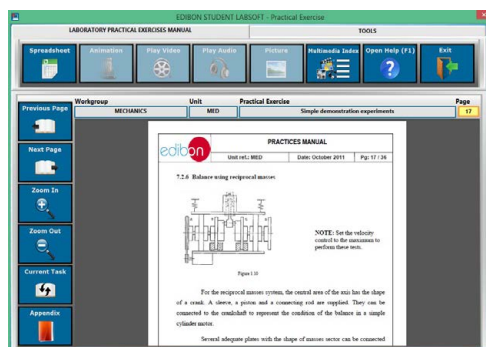 EDIBON STUDENT LABSOFT - Practical Exercise
LABORATORY PRACTICAL EXERCISES MANUAL
TOOLS
Spreadsheet
Animation
Play Video
Play Audio
Picture
Multimedia Index
Open Help (F1)
Exit
Workgroup
Unit
Practical Exercise
Page
MECHANICS
MED
Simple demonstration experiments
17
Previous Page
Next Page
Zoom In
Zoom Out
Current Task
Appendix
edibon
PRACTICES MANUAL
Unit ref.: MED
Date: October 2011
Pg: 17 / 36
7.2.6 Balance using reciprocal masses
NOTE: Set the velocity
control to the maximum to
perform these tests.
Figure 1.10
For the reciprocal masses system, the central area of the axis has the shape
of a crank. A sleeve, a piston and a connecting rod are supplied. They can be
connected to the crankshaft to represent the condition of the balance in a simple
cylinder motor.
Several adequate plates with the shape of masses sector can be connected